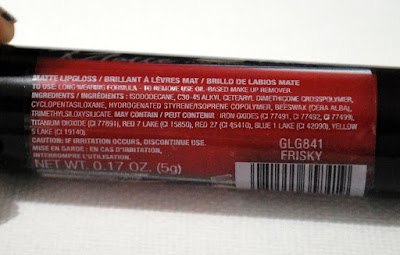 MATTE LIPGLOSS / BRILLANT À LÈVRES MAT / BRILLO DE LABIOS MATE
TO USE: LONG WEARING FORMULA - TO REMOVE USE OIL-BASED MAKE UP REMOVER
INGREDIENTS / INGRÉDIENTS: ISODODECANE, C30-45 ALKYL CETEARYL DIMETHICONE CROSSPOLYMER,
CYCLOPENTASILOXANE, HYDROGENATED STYRENE/ISOPRENE COPOLYMER, BEESWAX (CERA ALBA),
TRIMETHYLSILOXYSILICATE. MAY CONTAIN / PEUT CONTENIR: IRON OXIDES (CI 77491, CI 77492, CI 77499),
TITANIUM DIOXIDE (CI 77891), RED 7 LAKE (CI 15850), RED 27 (CI 45410), BLUE 1 LAKE (CI 42090), YELLOW
5 LAKE (CI 19140).
CAUTION: IF IRRITATION OCCURS, DISCONTINUE USE.
MISE EN GARDE: EN CAS D'IRRITATION,
INTERROMPRE L'UTILISATION.
NET WT. 0.17 OZ. (5g)
GLG841
FRISKY